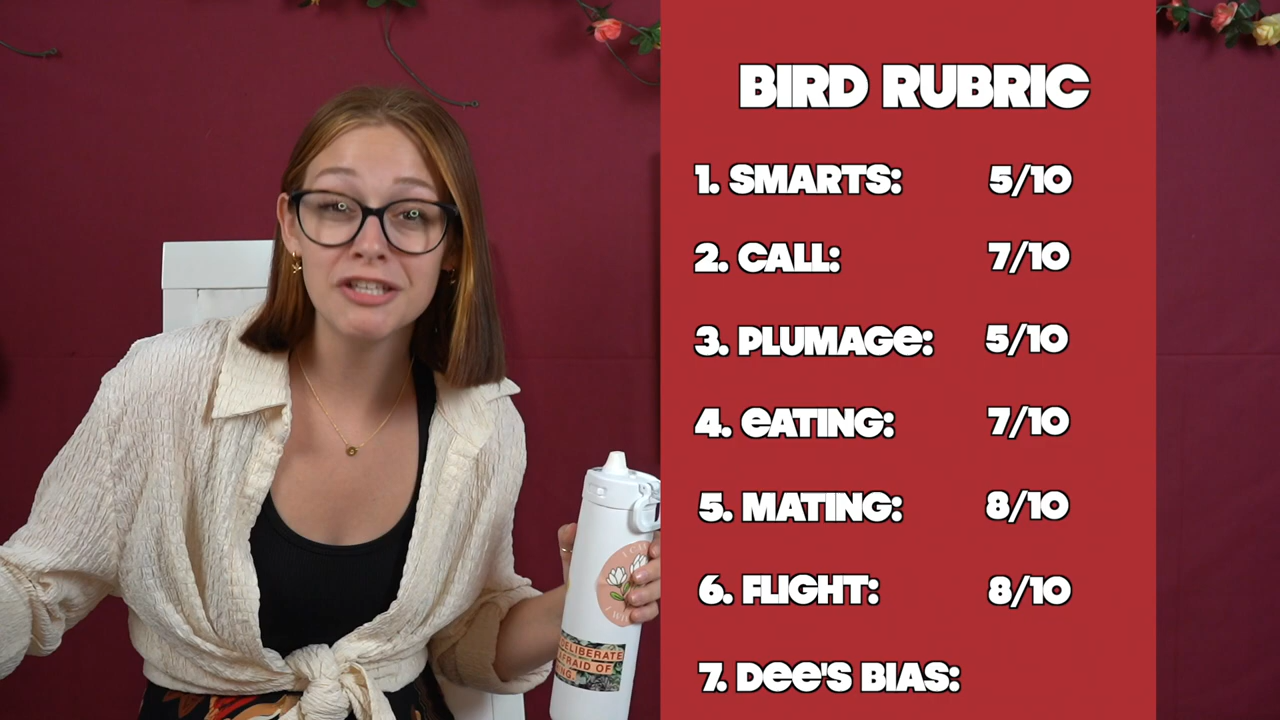 BIRD RUBRIC
1. SMARTS: 5/10
2. CALL: 7/10
3. PLUMAGE: 5/10
4. EATING: 7/10
5. MATING: 8/10
6. FLIGHT: 8/10
7. DEE'S BIAS:
DELIBERATE
AFRAID OF